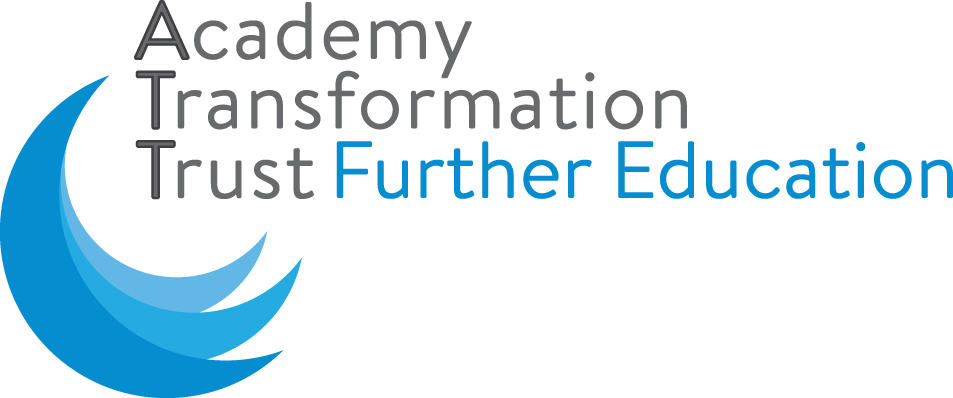 Academy
Transformation
Trust Further Education